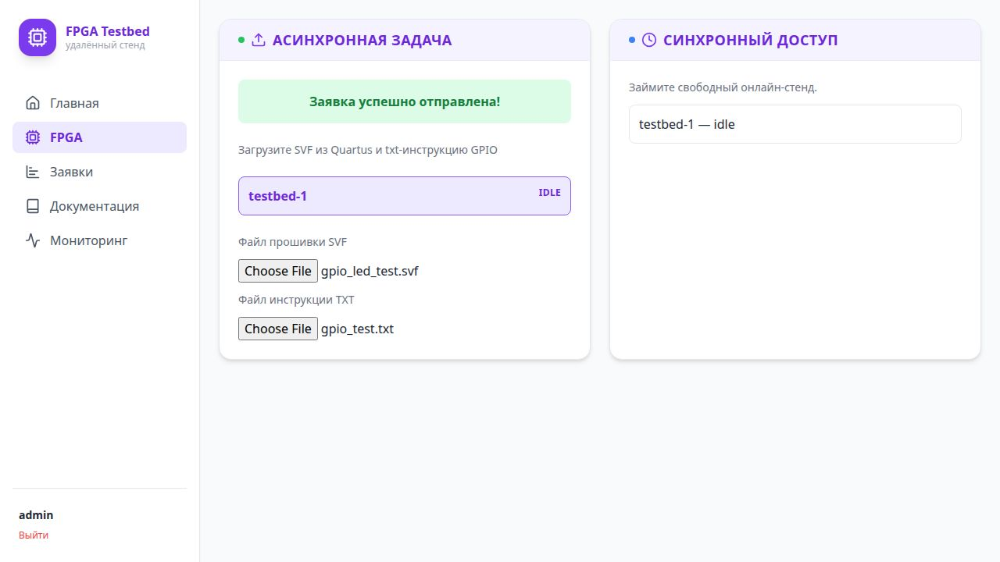 FPGA Testbed
удалённый стенд
Главная
FPGA
Заявки
Документация
Мониторинг
admin
Выйти
АСИНХРОННАЯ ЗАДАЧА
Заявка успешно отправлена!
Загрузите SVF из Quartus и txt-инструкцию GPIO
testbed-1 IDLE
Файл прошивки SVF
Choose File gpio_led_test.svf
Файл инструкции TXT
Choose File gpio_test.txt
СИНХРОННЫЙ ДОСТУП
Займите свободный онлайн-стенд.
testbed-1 — idle